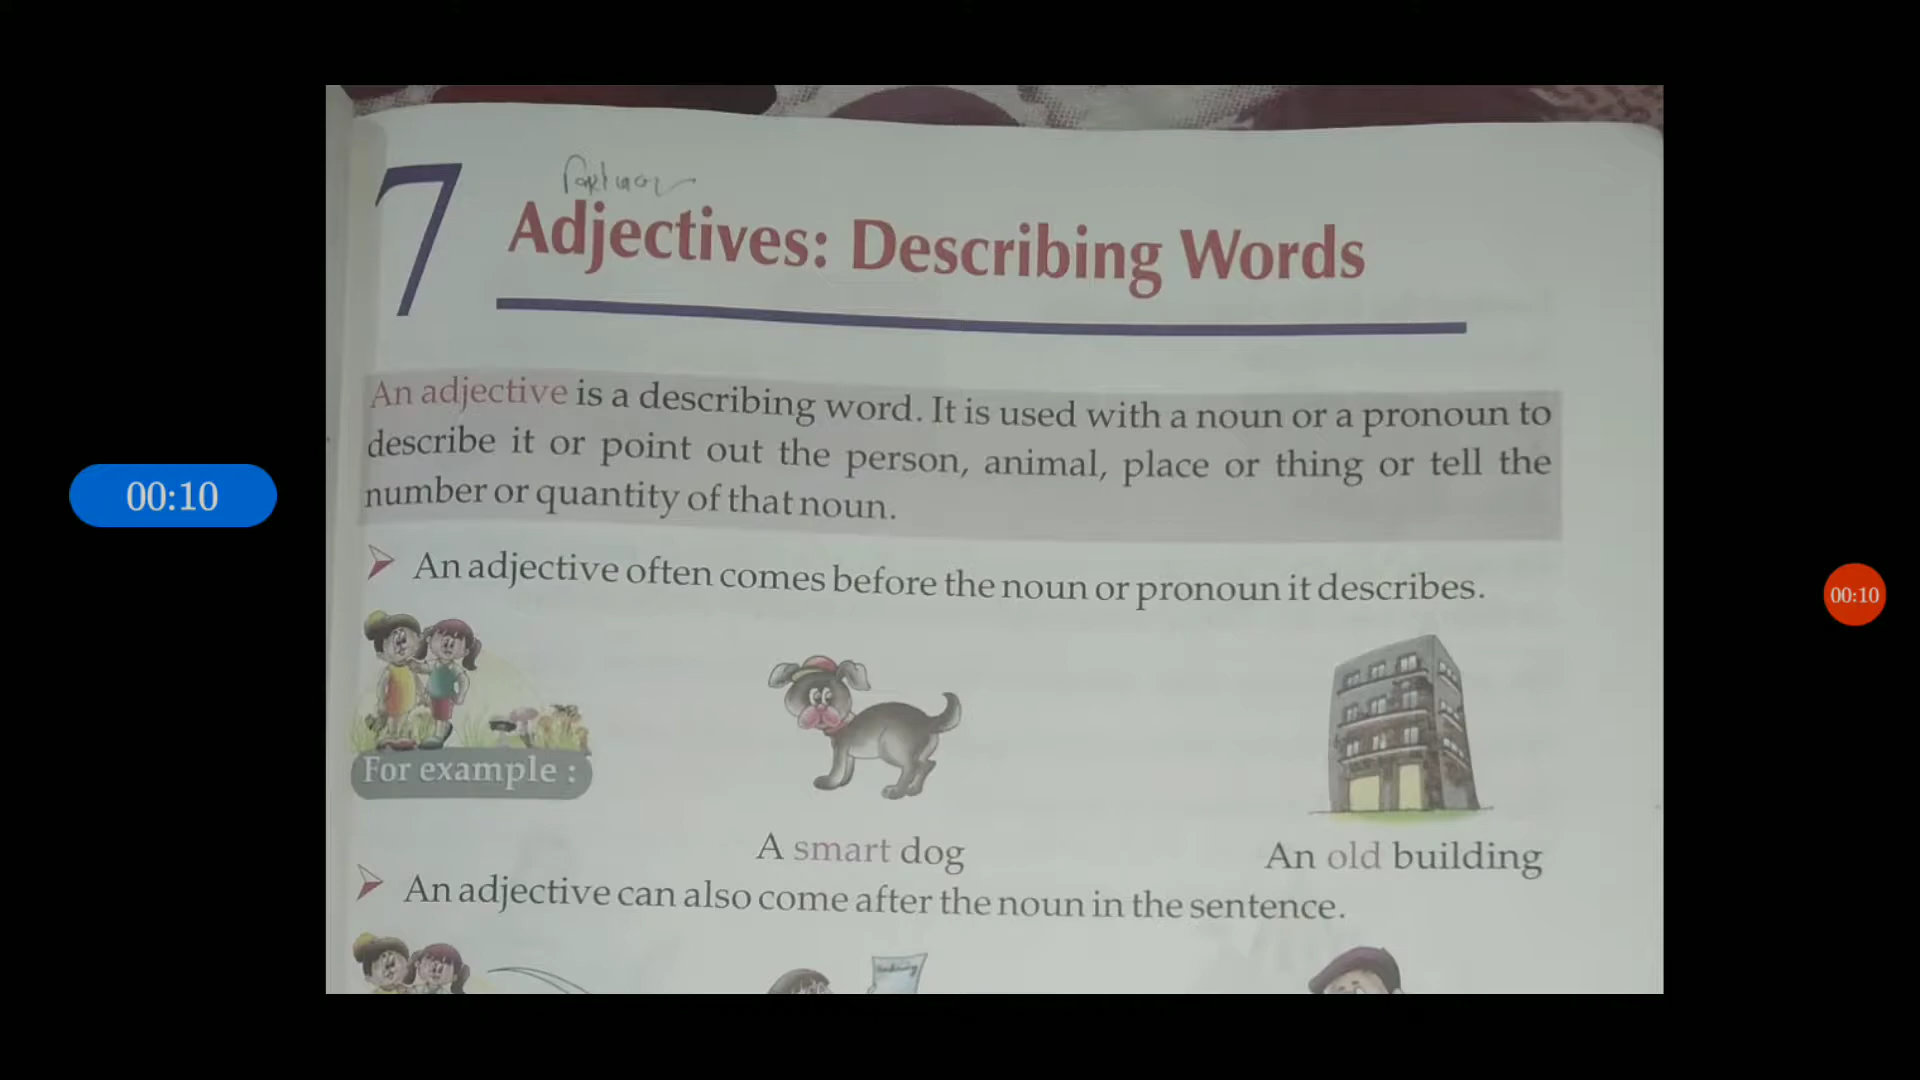 7
Adjectives: Describing Words
An adjective is a describing word. It is used with a noun or a pronoun to
describe it or point out the person, animal, place or thing or tell the
number or quantity of that noun.
An adjective often comes before the noun or pronoun it describes.
For example :
A smart dog
An old building
An adjective can also come after the noun in the sentence.
00:10
00:10